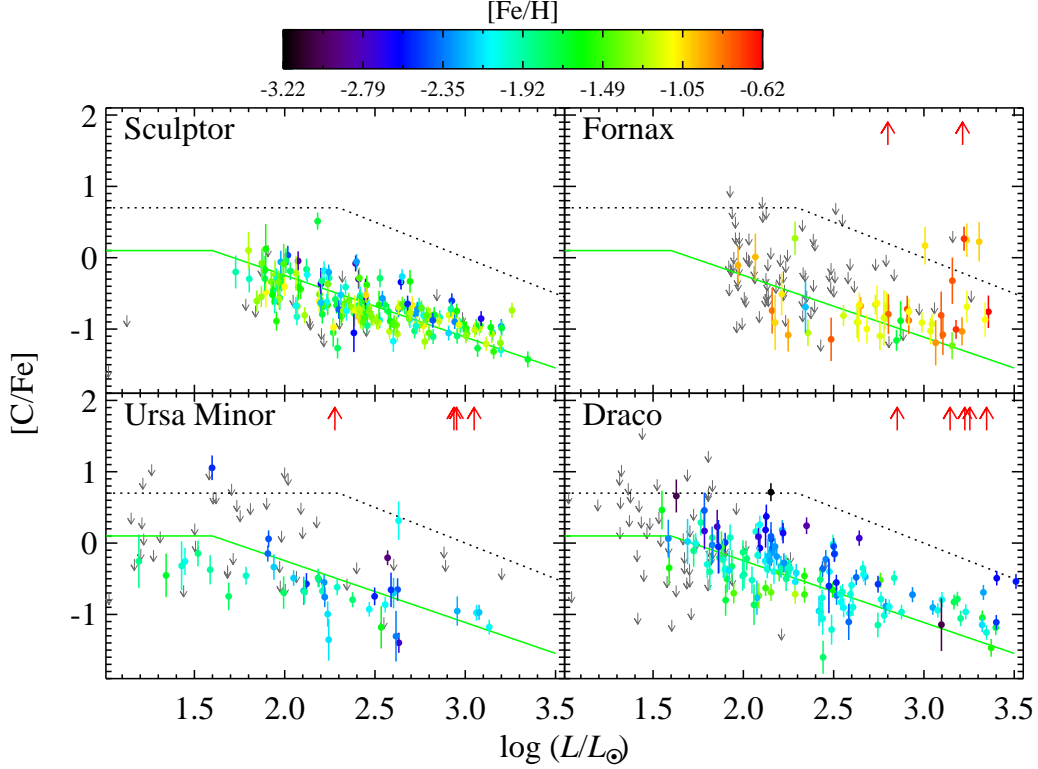 [Fe/H]
-3.22 -2.79 -2.35 -1.92 -1.49 -1.05 -0.62
Sculptor
Fornax
2
1
0
-1
Ursa Minor
Draco
2
1
0
-1
[C/Fe]
1.5 2.0 2.5 3.0 3.5
2.0 2.5 3.0 3.5
log (L/L⊙)